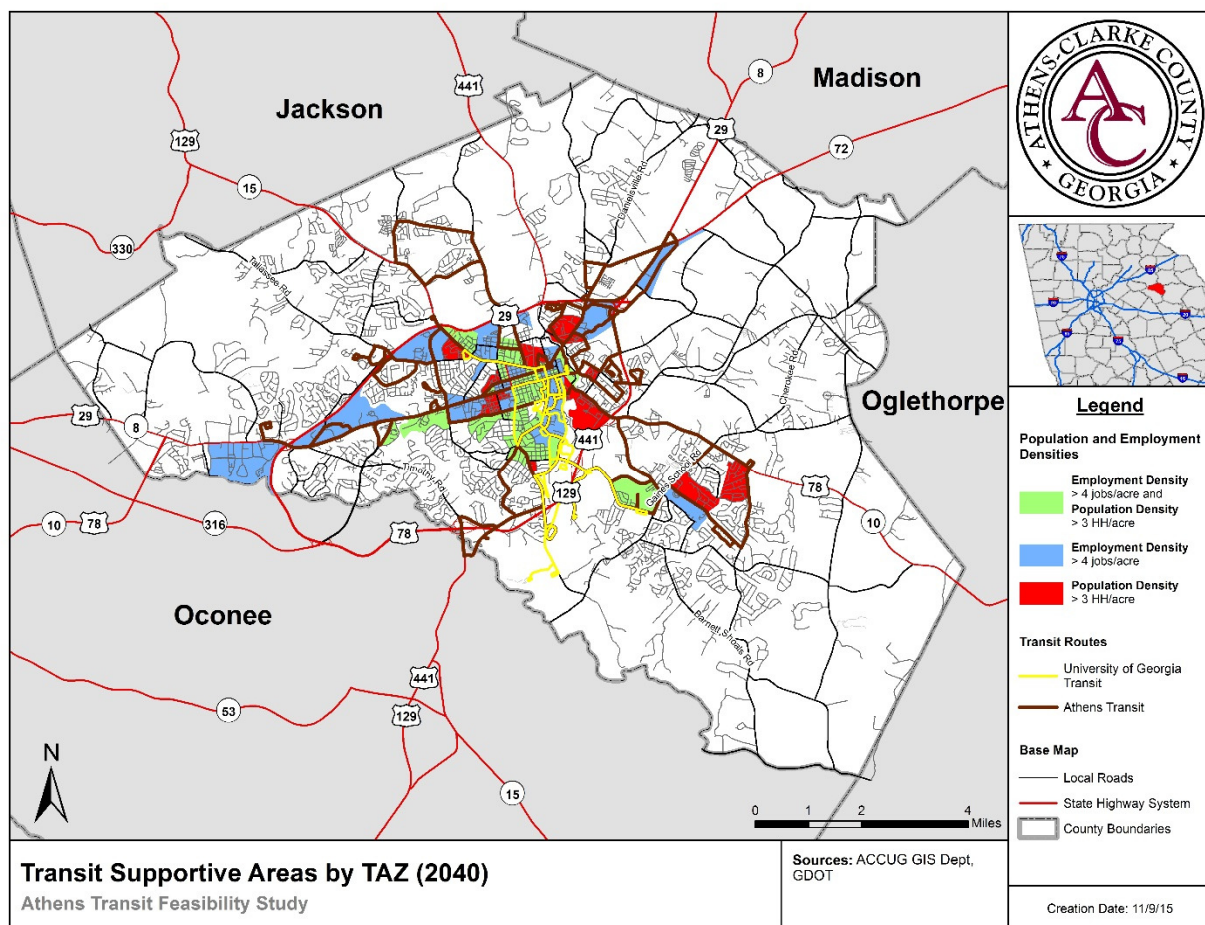 Jackson
Madison
Oglethorpe
Oconee
441
8
29
129
72
15
330
Danielsville Rd
Tallassee Rd
29
Cherokee Rd
29
8
441
Gaines School Rd
Timothy Rd
129
78
10
78
316
78
10
Barnett Shoals Rd
441
129
53
15
N
0 1 2 4
Miles
Transit Supportive Areas by TAZ (2040)
Athens Transit Feasibility Study
Sources: ACCUG GIS Dept,
GDOT
ATHENS-CLARKE COUNTY
AC
GEORGIA
Legend
Population and Employment
Densities
Employment Density
> 4 jobs/acre and
Population Density
> 3 HH/acre
Employment Density
> 4 jobs/acre
Population Density
> 3 HH/acre
Transit Routes
University of Georgia
Transit
Athens Transit
Base Map
Local Roads
State Highway System
County Boundaries
Creation Date: 11/9/15